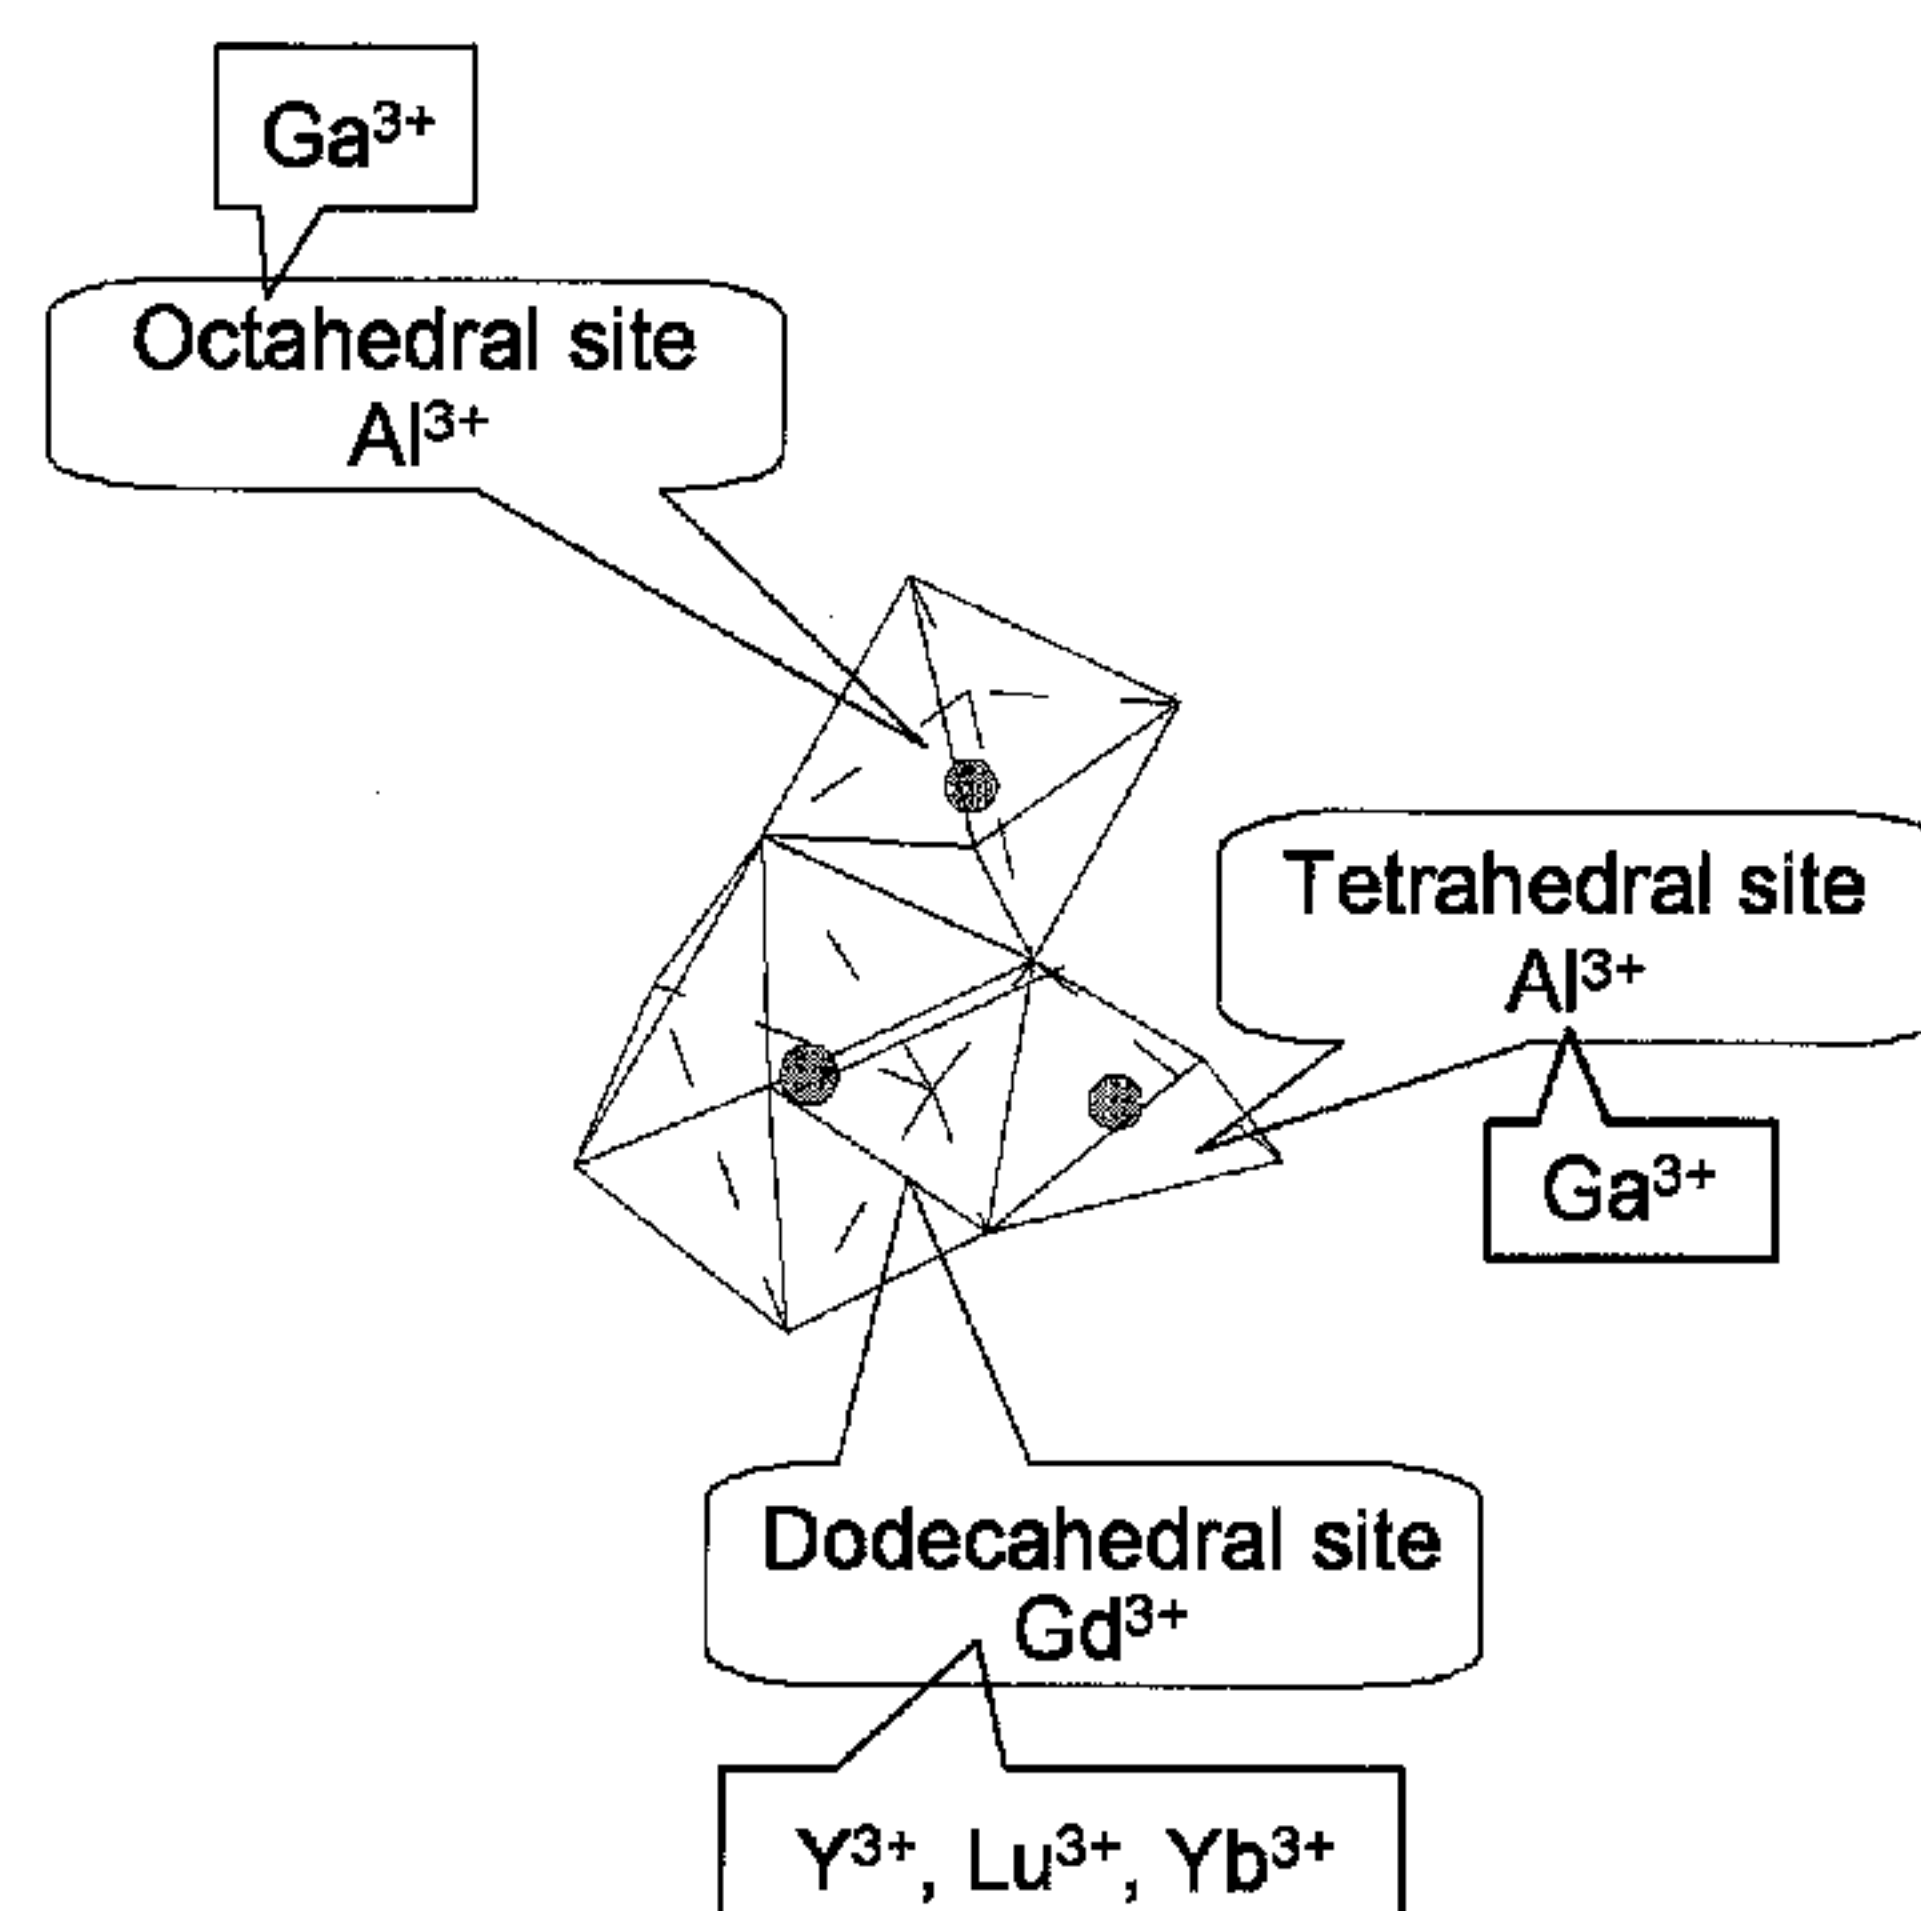 Ga³⁺
Octahedral site
Al³⁺
Tetrahedral site
Al³⁺
Ga³⁺
Dodecahedral site
Gd³⁺
Y³⁺, Lu³⁺, Yb³⁺